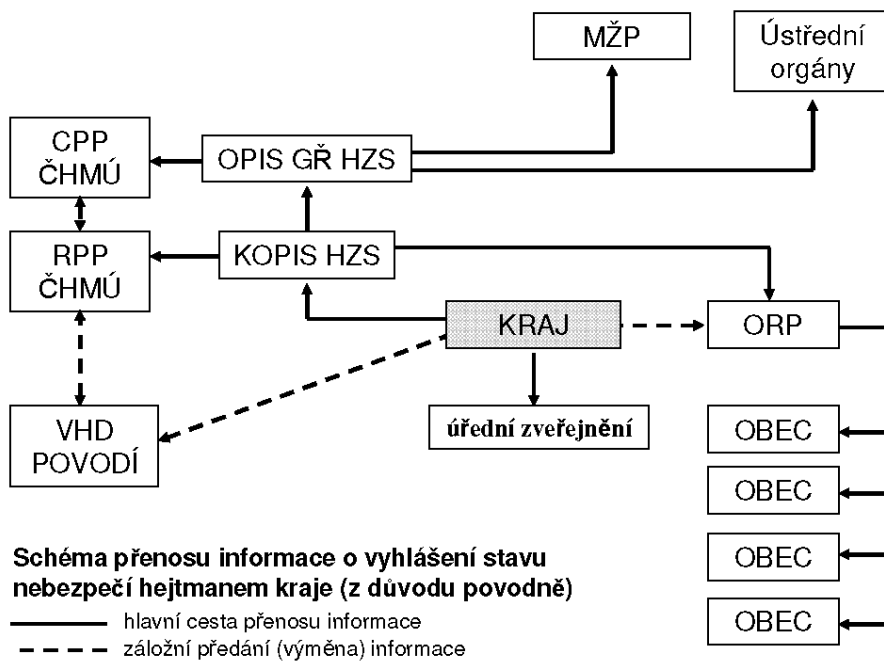 MŽP
Ústřední
orgány
CPP
ČHMÚ
OPIS GŘ HZS
RPP
ČHMÚ
KOPIS HZS
KRAJ
ORP
VHD
POVODÍ
úřední zveřejnění
OBEC
OBEC
OBEC
OBEC
Schéma přenosu informace o vyhlášení stavu
nebezpečí hejtmanem kraje (z důvodu povodně)
hlavní cesta přenosu informace
záložní předání (výměna) informace